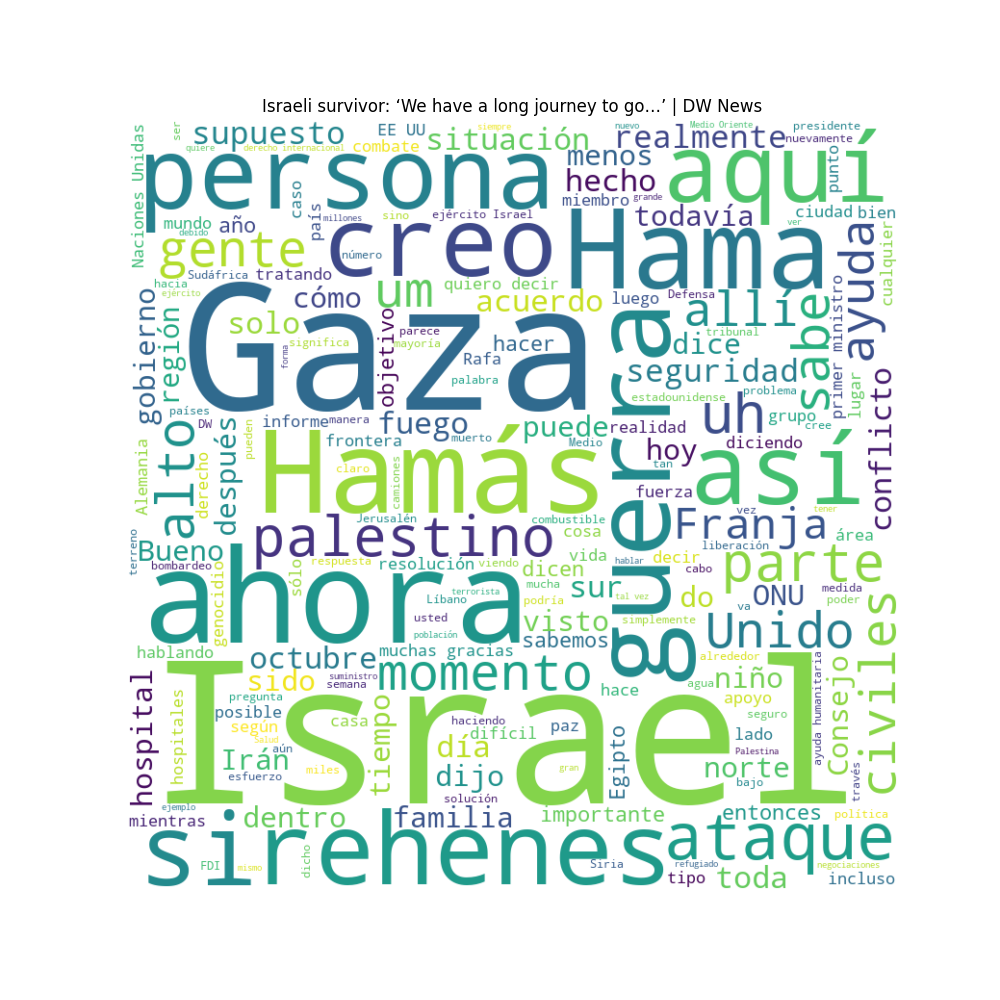 Israeli survivor: ‘We have a long journey to go…’ | DW News
ser
nuevo
Medio Oriente
presidente
supuesto
EE UU
siempre
situación
realmente
nuevamente
quiere
derecho internacional
combate
menos
aquí
punto
Naciones Unidas
persona
caso
hecho
miembro
grande
país
millones
sino
ejército Israel
todavía
ciudad
bien
mundo
debido
año
creo
Hama
ver
gente
número
cualquier
hacia
Sudáfrica
tratando
quiero decir
ayuda
ejército
cómo
um
acuerdo
luego
Defensa
allí
primer ministro
gobierno
región
Gaza
solo
objetivo
parece
hacer
guerra
tribunal
dice
sabe
significa
mayoría
forma
Rafa
palabra
seguridad
problema
estadounidense
lugar
conflicto
países
DW
informe
manera
fuego
puede
realidad
uh
grupo
cree
Alemania
alto
después
pueden
frontera
muerto
Medio
hoy
diciendo
derecho
Hamás
claro
camiones
tan
así
fuerza
vez
tener
Jerusalén
combustible
cosa
Franja
área
terreno
Bueno
palestino
liberación
bombardeo
respuesta
resolución
viendo
dicen
vida
hablar
decir
cabo
parte
genocidio
sólo
mucha
sur
ahora
Líbano
terrorista
podría
tal vez
do
ONU
va
medida
poder
usted
visto
simplemente
Unido
civiles
población
sabemos
hablando
octubre
muchas gracias
alrededor
hospital
sido
suministro
semana
momento
hace
agua
niño
ayuda humanitaria
Consejo
hospitales
pregunta
posible
casa
tiempo
haciendo
difícil
paz
apoyo
seguro
según
Salud
aún
Israel
día
Egipto
lado
Palestina
Irán
esfuerzo
miles
dijo
gran
norte
bajo
través
solución
ejemplo
mientras
dentro
familia
importante
entonces
política
si
rehenes
ataque
FDI
mismo
dicho
Siria
refugiado
negociaciones
tipo
toda
incluso